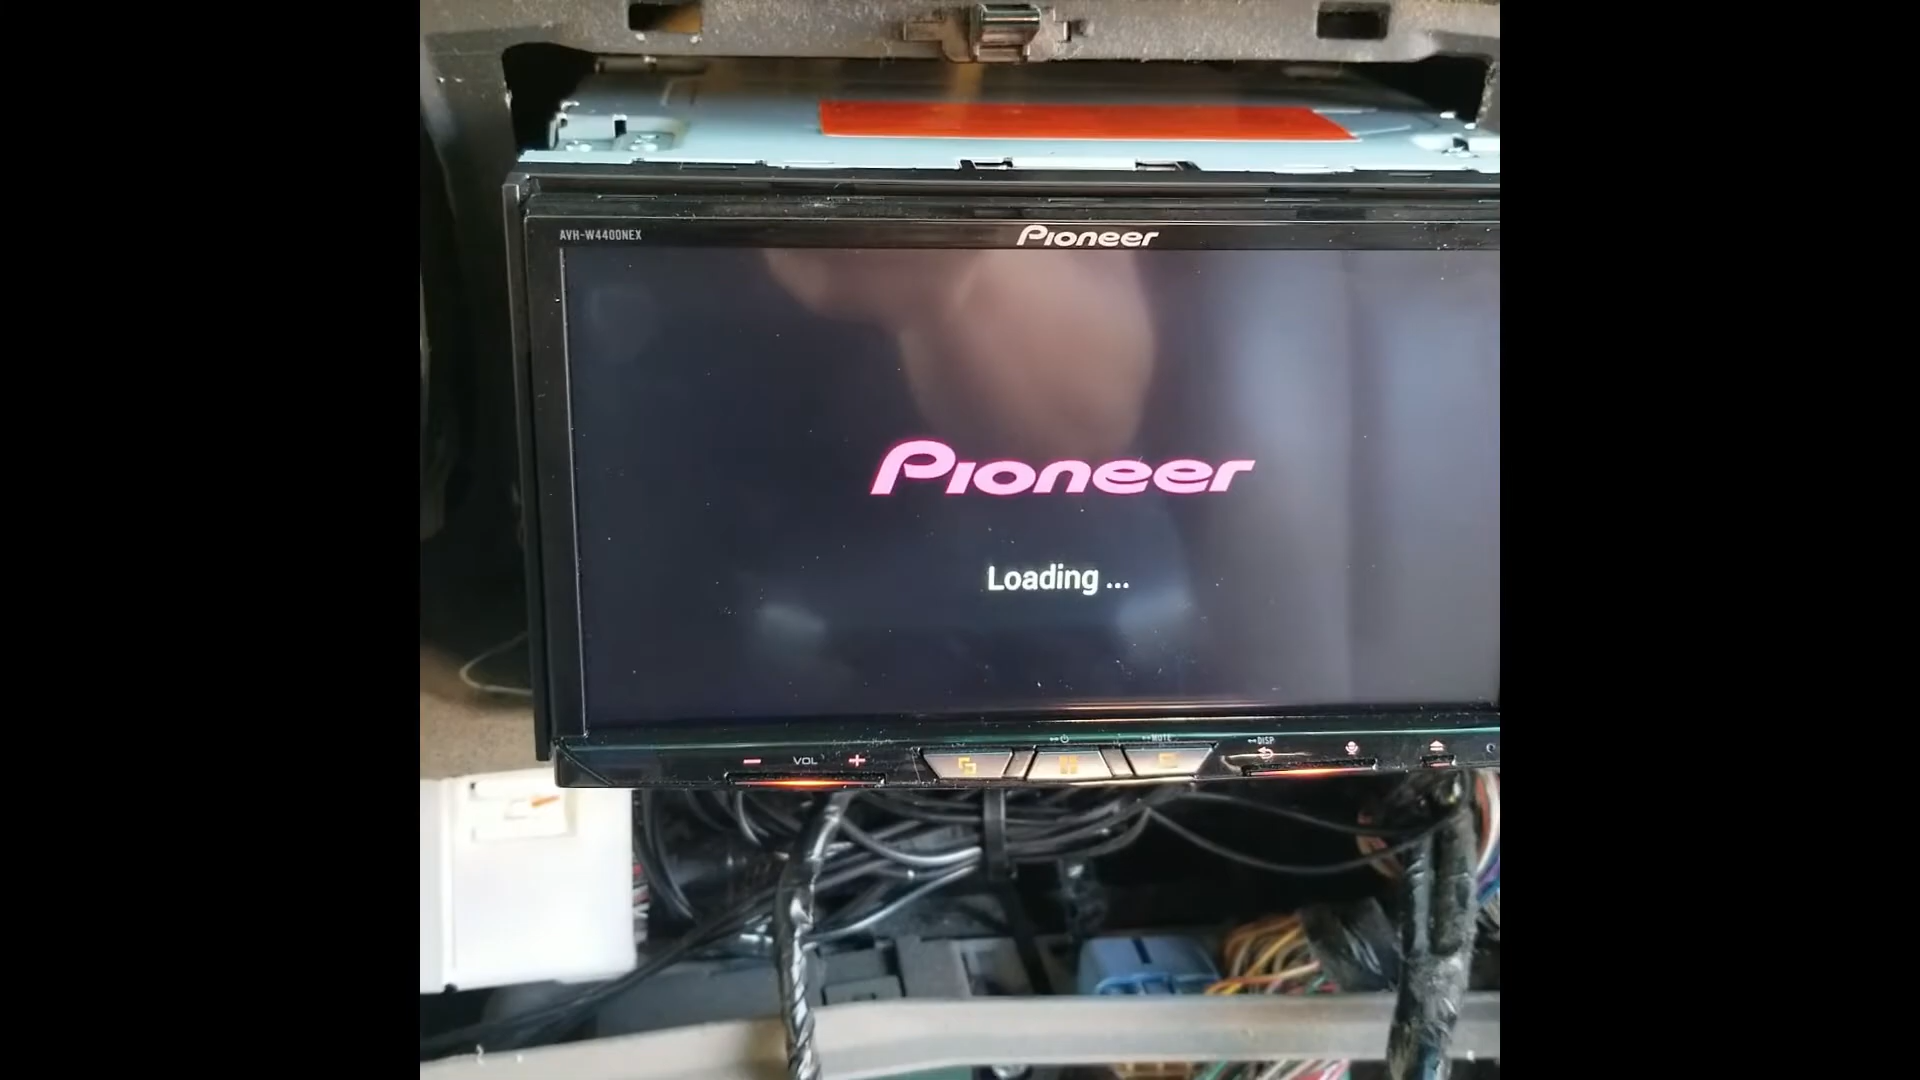 AVH-W4400NEX
Pioneer
Pioneer
Loading ...
VOL
MUTE
DISP